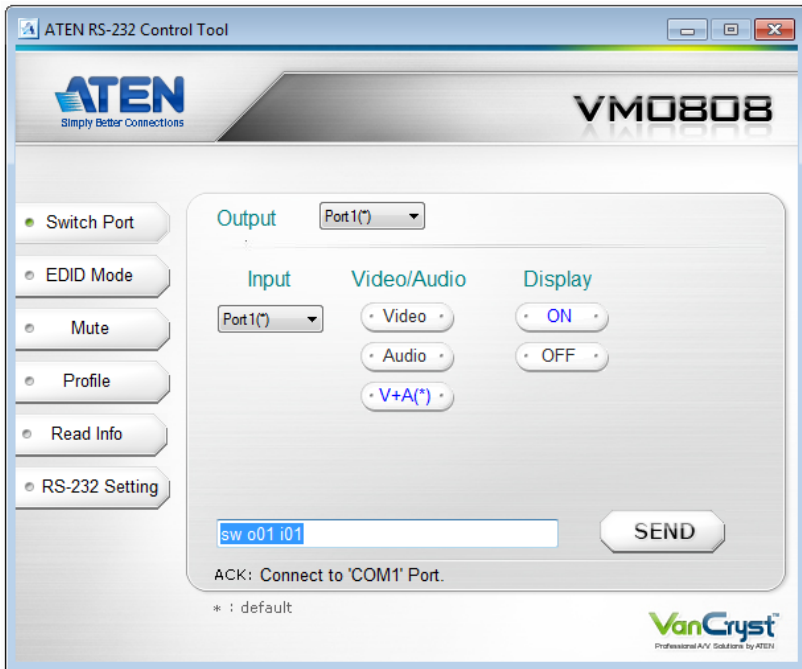 ATEN RS-232 Control Tool
ATEN
Simply Better Connections
VM0808
Switch Port
EDID Mode
Mute
Profile
Read Info
RS-232 Setting
Output Port1(*)
Input Video/Audio Display
Port1(*) Video ON
Audio OFF
V+A(*)
sw o01 i01 SEND
ACK: Connect to 'COM1' Port.
* : default
VanCryst™
Professional A/V Solutions by ATEN